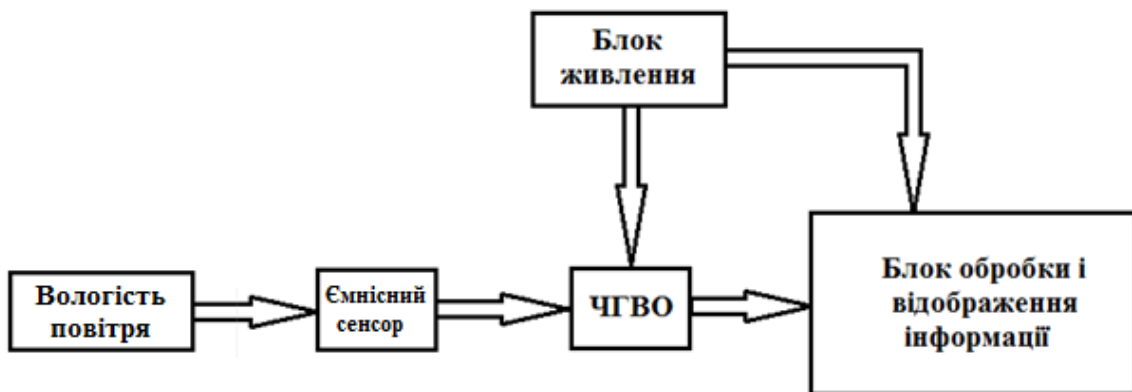 Блок
живлення
Вологість
повітря
Ємнісний
сенсор
ЧГВО
Блок обробки і
відображення
інформації